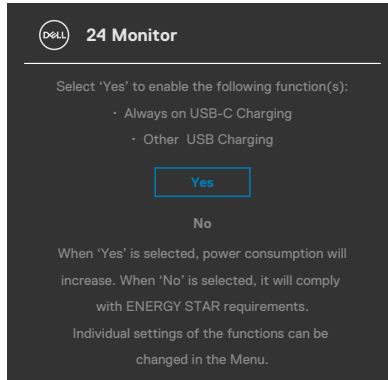 DELL 24 Monitor
Select ‘Yes’ to enable the following function(s):
· Always on USB-C Charging
· Other USB Charging
Yes
No
When ‘Yes’ is selected, power consumption will
increase. When ‘No’ is selected, it will comply
with ENERGY STAR requirements.
Individual settings of the functions can be
changed in the Menu.